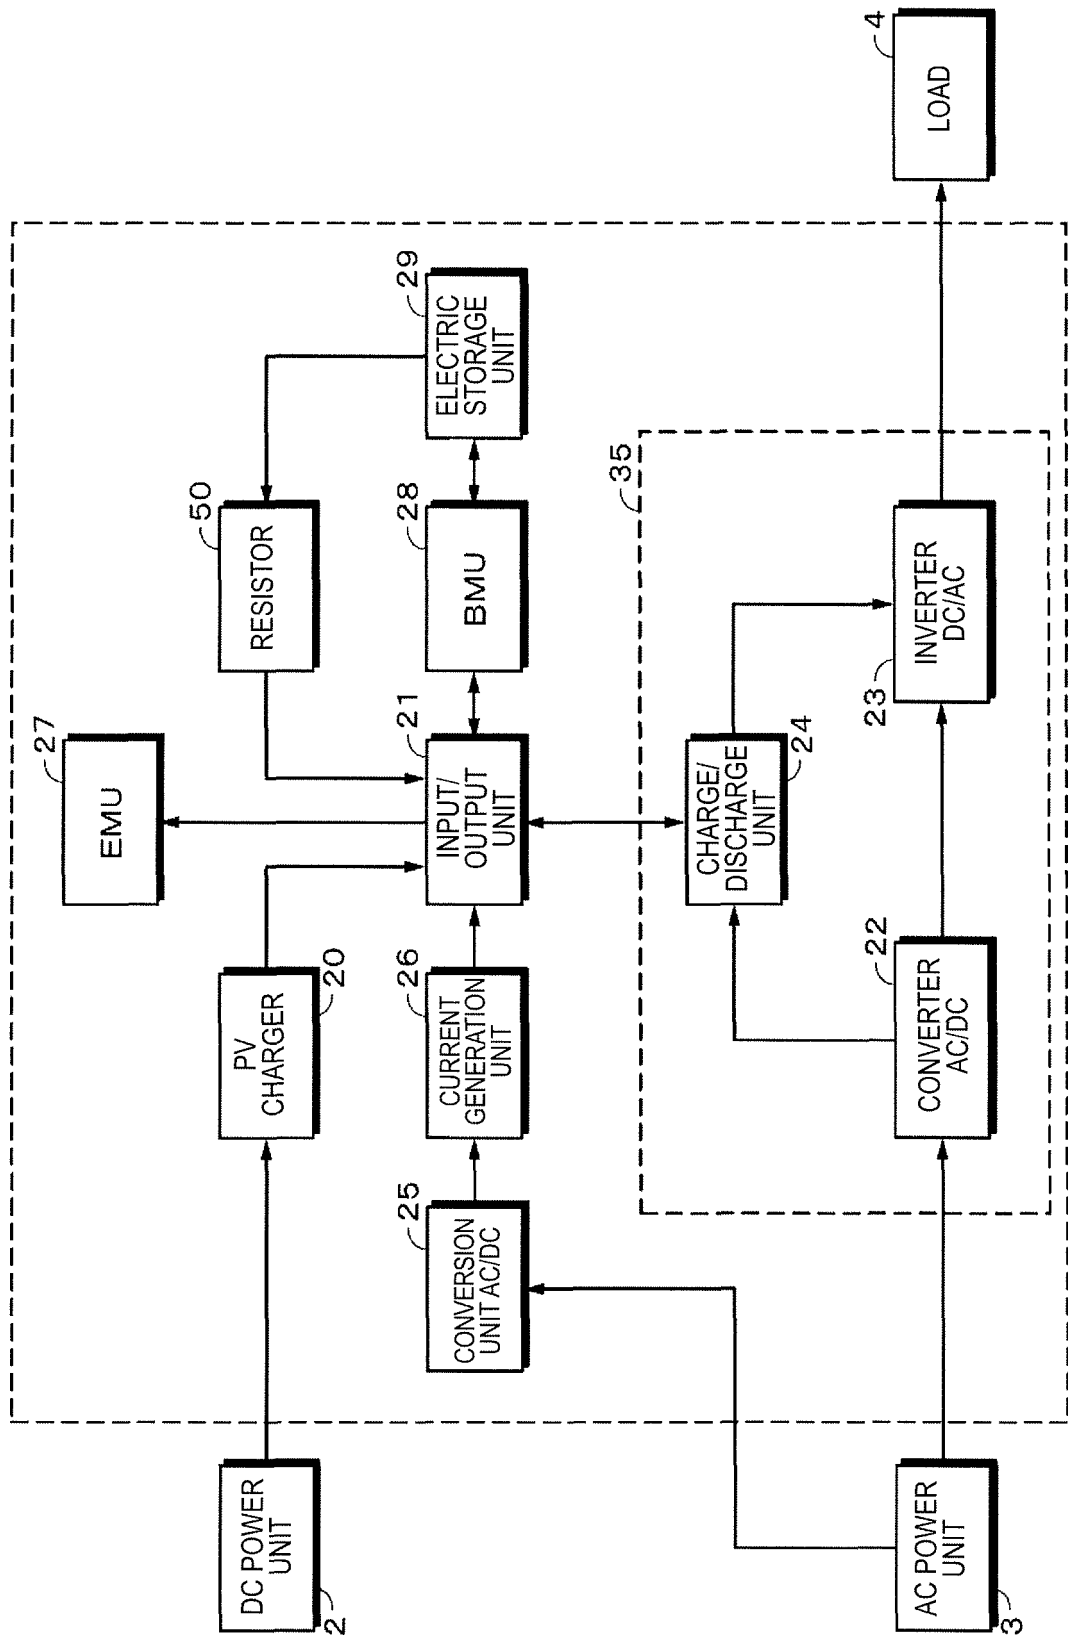 27
EMU
DC POWER
UNIT
2
PV
CHARGER
20
50
RESISTOR
25
CONVERSION
UNIT AC/DC
26
CURRENT
GENERATION
UNIT
21
INPUT/
OUTPUT
UNIT
28
BMU
29
ELECTRIC
STORAGE
UNIT
35
CHARGE/
DISCHARGE
UNIT
24
AC POWER
UNIT
3
22
CONVERTER
AC/DC
23
INVERTER
DC/AC
4
LOAD